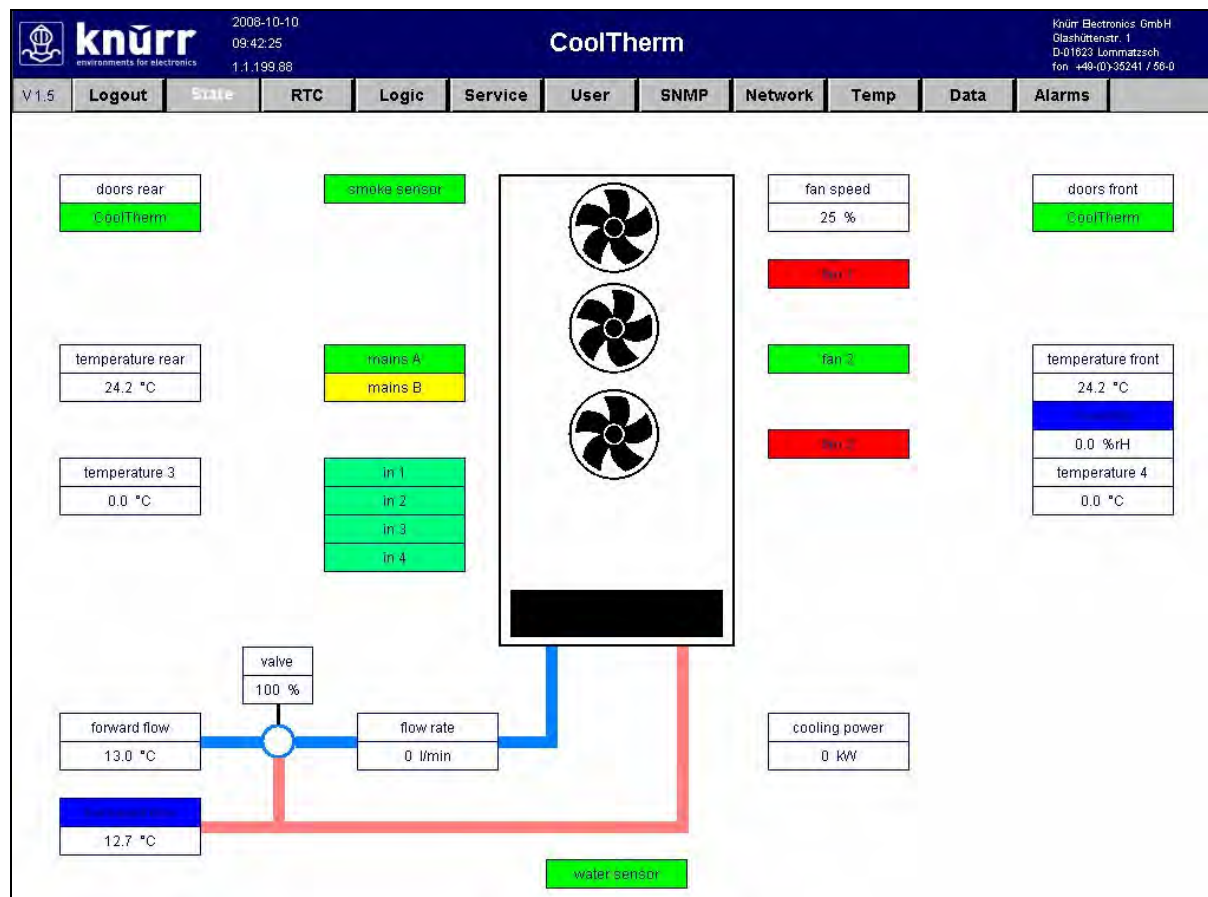 knürr
environments for electronics
2008-10-10
09:42:25
1.1.199.88
CoolTherm
Knürr Electronics GmbH
Glashüttenstr. 1
D-01623 Lommatzsch
fon +49-(0)-35241 / 56-0
V 1.5 Logout State RTC Logic Service User SNMP Network Temp Data Alarms
doors rear
CoolTherm
smoke sensor
fan speed
25 %
doors front
CoolTherm
fan 1
temperature rear
24.2 °C
mains A
mains B
fan 2
temperature front
24.2 °C
0.0 %rH
temperature 4
0.0 °C
fan 3
temperature 3
0.0 °C
in 1
in 2
in 3
in 4
valve
100 %
forward flow
13.0 °C
flow rate
0 l/min
cooling power
0 kW
12.7 °C
water sensor